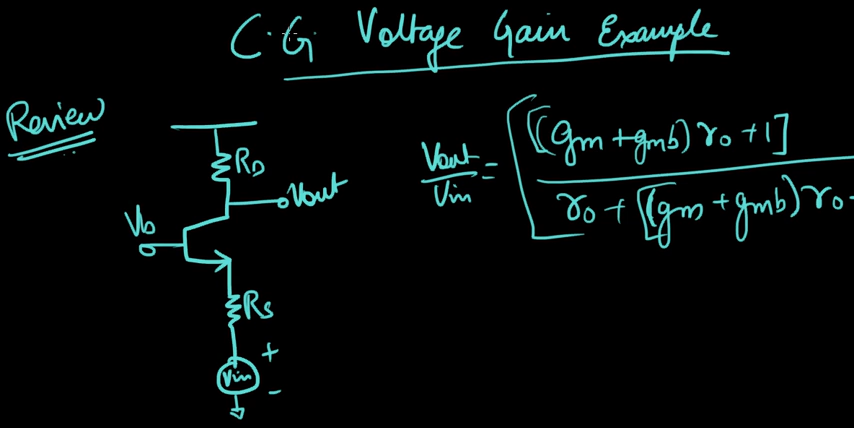 C.G. Voltage Gain Example
Review
RD
Vout
Vb
RS
Vin
+
-
Vout/Vin = [[(gm+gmb)ro+1]
ro+[(gm+gmb)ro